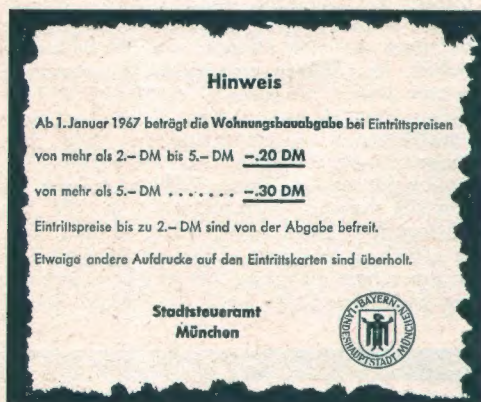 Hinweis
Ab 1. Januar 1967 beträgt die Wohnungsbauabgabe bei Eintrittspreisen
von mehr als 2.– DM bis 5.– DM –.20 DM
von mehr als 5.– DM . . . . . . . –.30 DM
Eintrittspreise bis zu 2.– DM sind von der Abgabe befreit.
Etwaige andere Aufdrucke auf den Eintrittskarten sind überholt.
Stadtsteueramt
München
· BAYERN · LANDESHAUPTSTADT MÜNCHEN